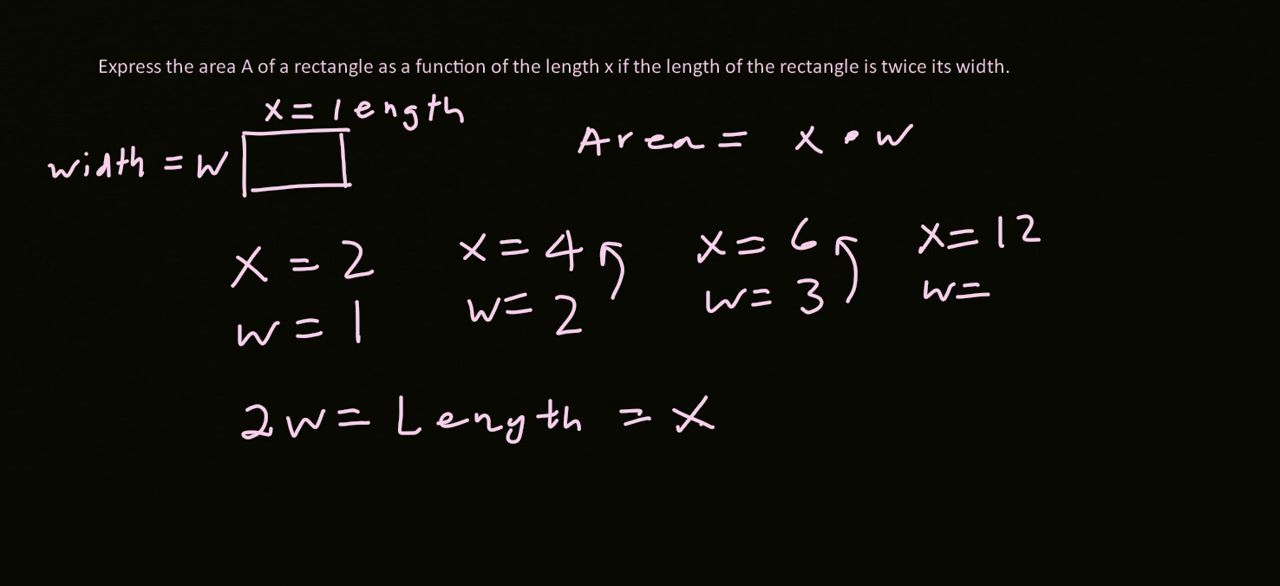 Express the area A of a rectangle as a function of the length x if the length of the rectangle is twice its width.
x = length
width = w
Area = x • w
x = 2
w = 1
x = 4
w = 2
x = 6
w = 3
x = 12
w =
2w = Length = x